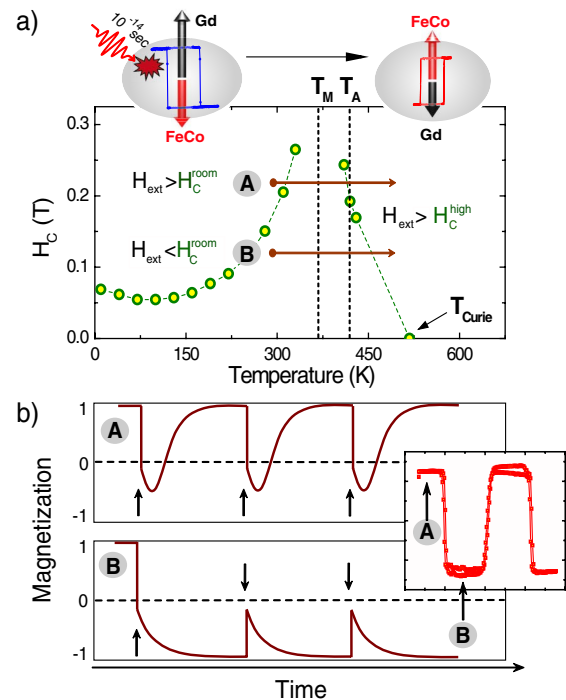 a)
10⁻¹⁴ sec
Gd
FeCo
FeCo
Gd
T_M T_A
0.3
0.2
0.1
0.0
H_C (T)
H_ext > H_C^room
A
H_ext < H_C^room
B
H_ext > H_C^high
T_Curie
0 150 300 450 600
Temperature (K)
b)
Magnetization
1
0
-1
A
1
0
-1
B
A
B
Time